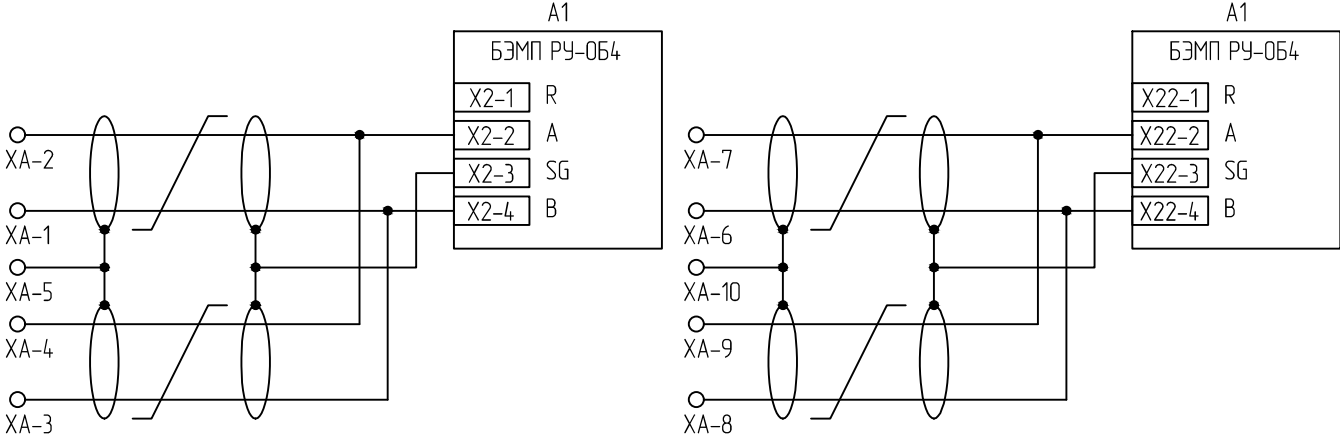 А1
БЭМП РУ-ОБ4
X2-1 R
X2-2 A
X2-3 SG
X2-4 B
XA-2
XA-1
XA-5
XA-4
XA-3
А1
БЭМП РУ-ОБ4
X22-1 R
X22-2 A
X22-3 SG
X22-4 B
XA-7
XA-6
XA-10
XA-9
XA-8